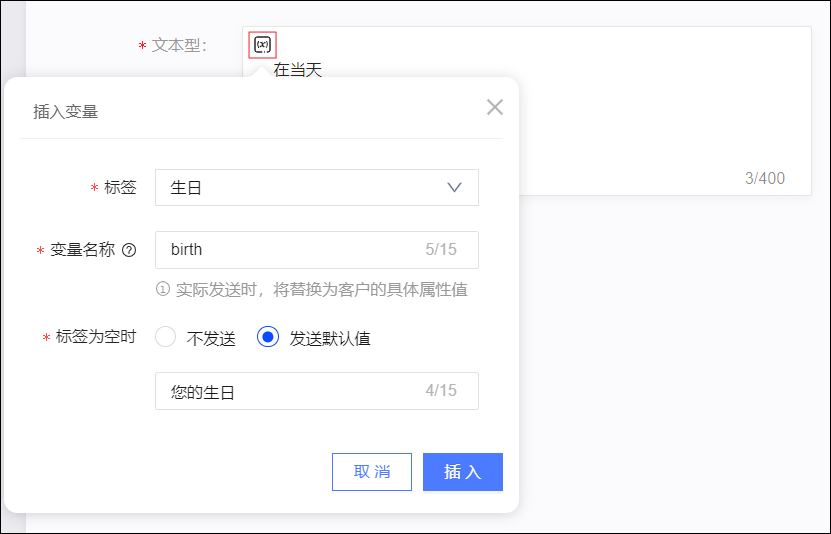 * 文本型:
{x}
在当天
3/400
插入变量
* 标签 生日
* 变量名称 ? birth 5/15
① 实际发送时，将替换为客户的具体属性值
* 标签为空时 不发送 发送默认值
您的生日 4/15
取消 插入